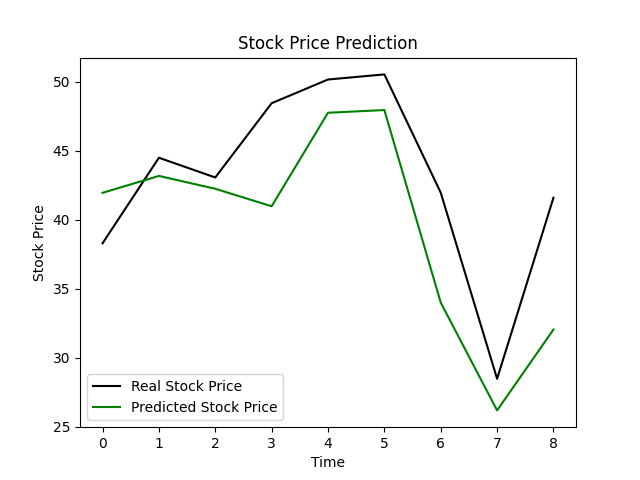 Stock Price Prediction
50
45
40
35
30
25
Stock Price
0 1 2 3 4 5 6 7 8
Time
Real Stock Price
Predicted Stock Price